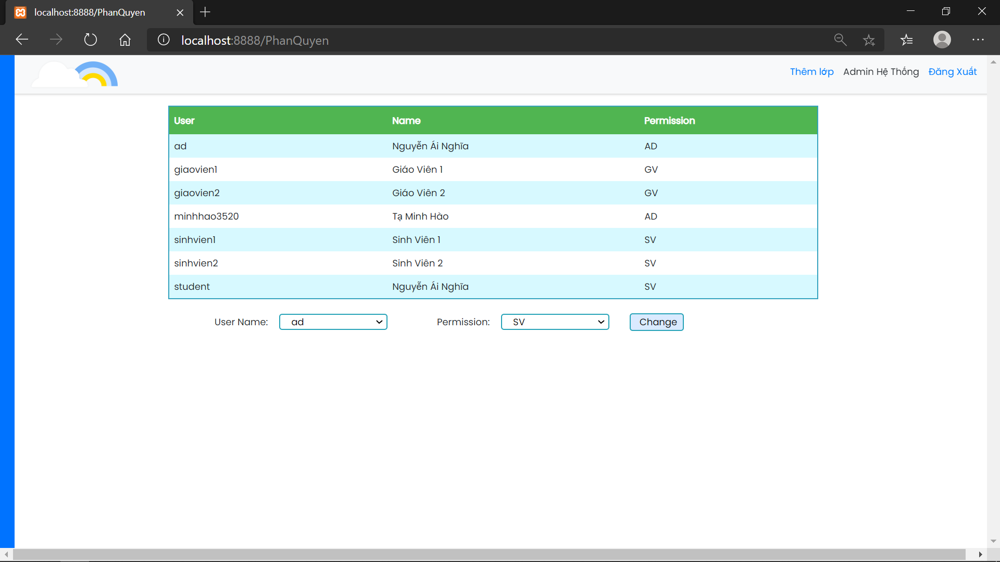 localhost:8888/PhanQuyen
localhost:8888/PhanQuyen
Thêm lớp Admin Hệ Thống Đăng Xuất
User Name Permission
ad Nguyễn Ái Nghĩa AD
giaovien1 Giáo Viên 1 GV
giaovien2 Giáo Viên 2 GV
minhhao3520 Tạ Minh Hào AD
sinhvien1 Sinh Viên 1 SV
sinhvien2 Sinh Viên 2 SV
student Nguyễn Ái Nghĩa SV
User Name: ad Permission: SV Change